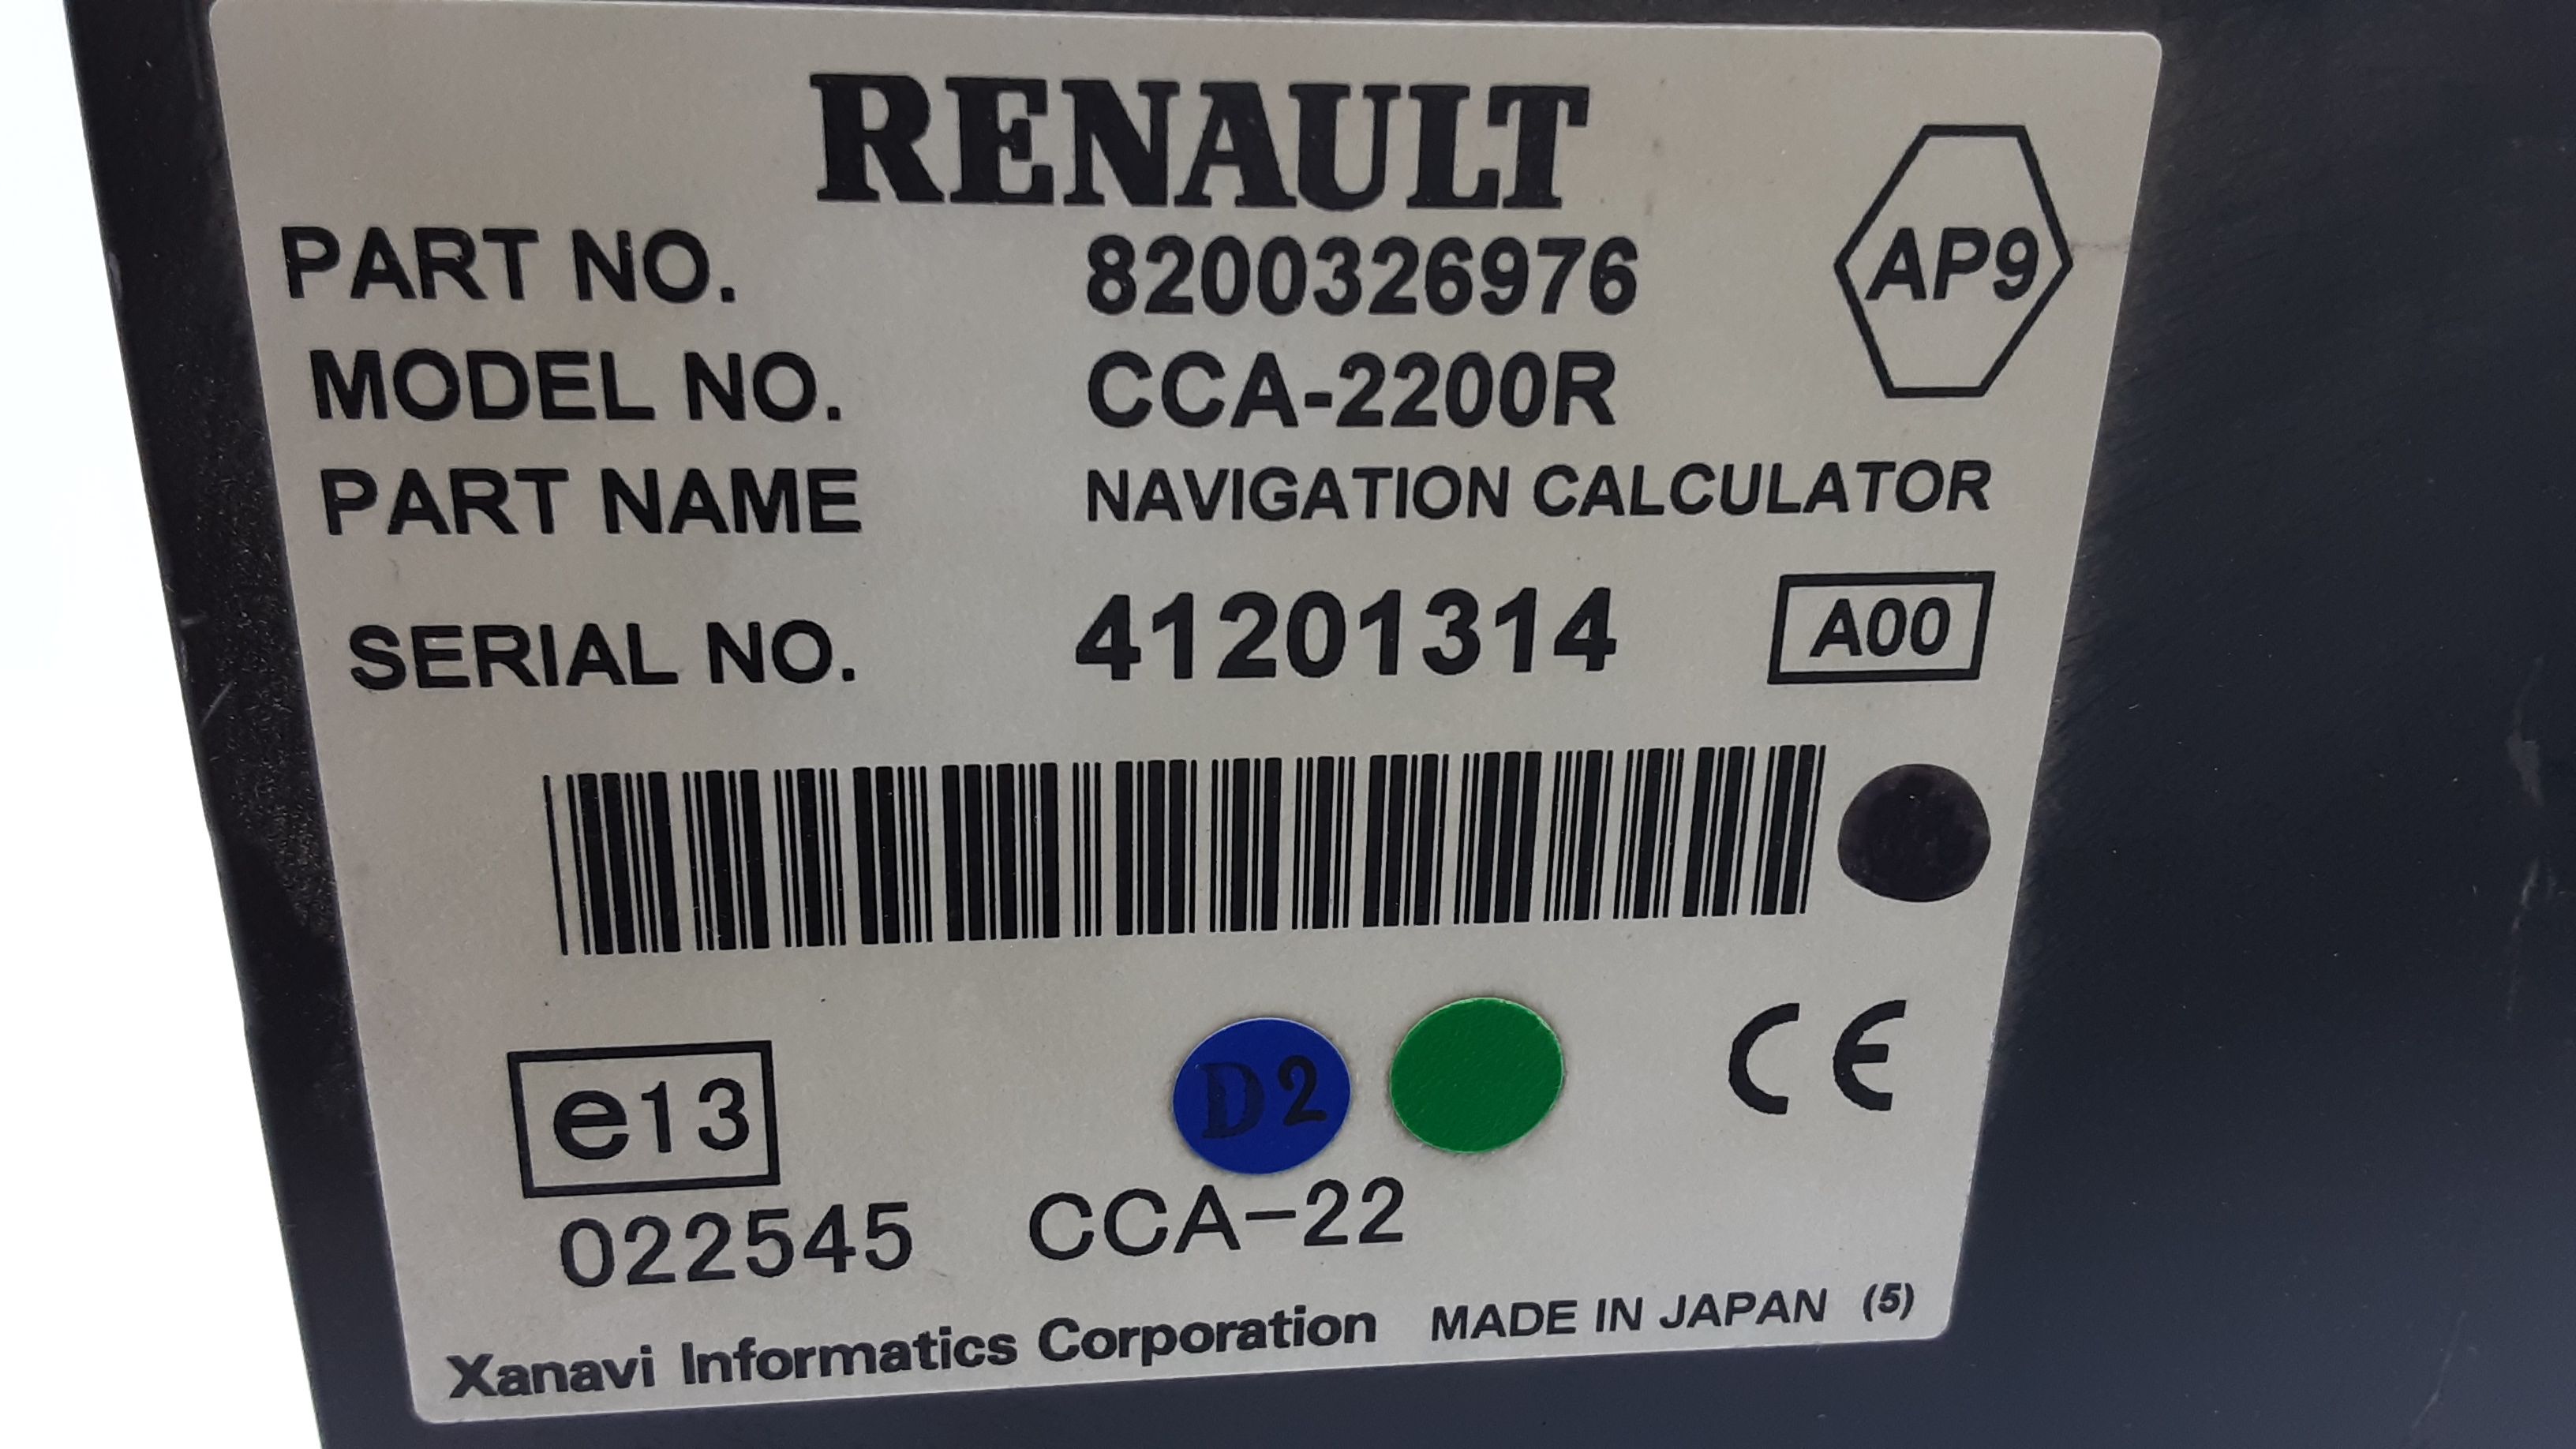 RENAULT
AP9
PART NO. 8200326976
MODEL NO. CCA-2200R
PART NAME NAVIGATION CALCULATOR
SERIAL NO. 41201314 A00
e13
D2
CE
022545 CCA-22
Xanavi Informatics Corporation MADE IN JAPAN (5)